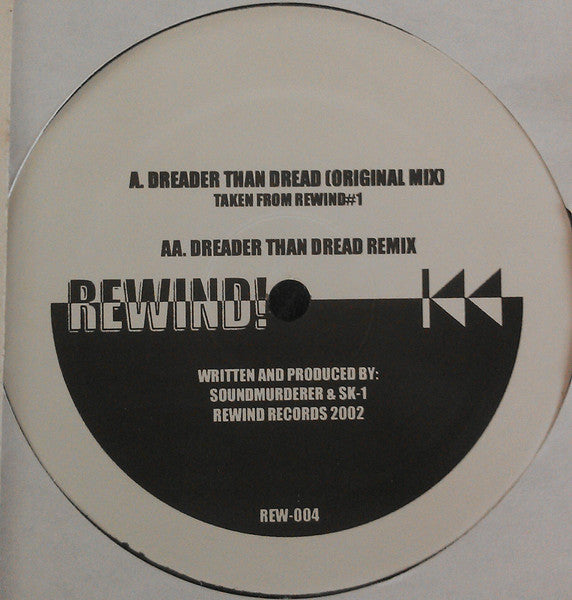 A. DREADER THAN DREAD (ORIGINAL MIX)
TAKEN FROM REWIND#1
AA. DREADER THAN DREAD REMIX
REWIND!
WRITTEN AND PRODUCED BY:
SOUNDMURDERER & SK-1
REWIND RECORDS 2002
REW-004